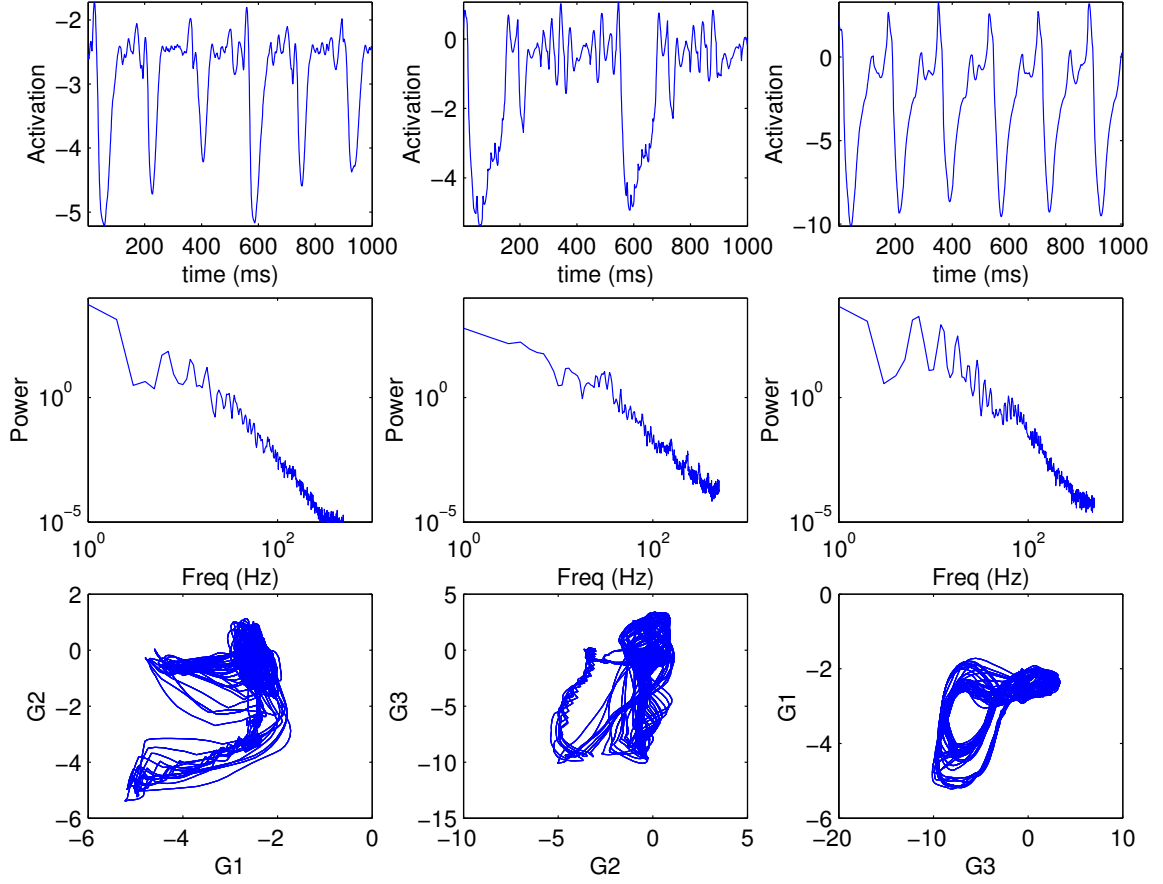 −2
−3
−4
−5
Activation
200 400 600 800 1000
time (ms)
0
−2
−4
Activation
200 400 600 800 1000
time (ms)
0
−5
−10
Activation
200 400 600 800 1000
time (ms)
10^0
10^−5
Power
10^0 10^2
Freq (Hz)
10^0
10^−5
Power
10^0 10^2
Freq (Hz)
10^0
10^−5
Power
10^0 10^2
Freq (Hz)
2
0
−2
−4
−6
G2
−6 −4 −2 0
G1
5
0
−5
−10
−15
G3
−10 −5 0 5
G2
0
−2
−4
−6
G1
−20 −10 0 10
G3